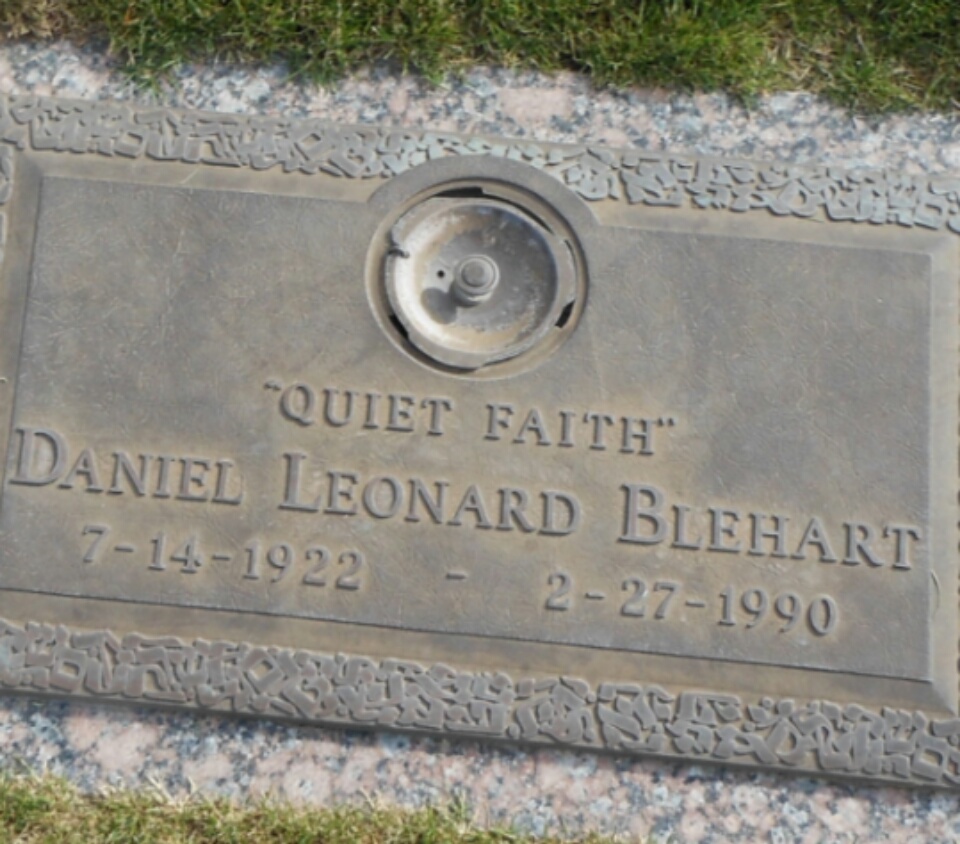 "QUIET FAITH"
DANIEL LEONARD BLEHART
7-14-1922 - 2-27-1990